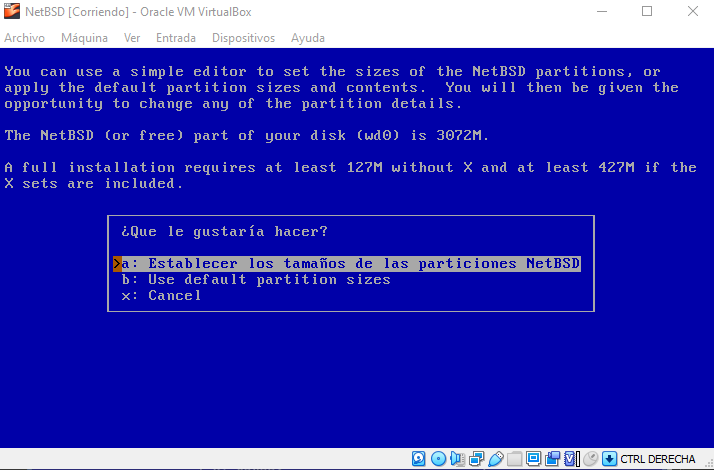 NetBSD [Corriendo] - Oracle VM VirtualBox
Archivo Máquina Ver Entrada Dispositivos Ayuda
You can use a simple editor to set the sizes of the NetBSD partitions, or
apply the default partition sizes and contents.  You will then be given the
opportunity to change any of the partition details.
The NetBSD (or free) part of your disk (wd0) is 3072M.
A full installation requires at least 127M without X and at least 427M if the
X sets are included.
¿Que le gustaría hacer?
>a: Establecer los tamaños de las particiones NetBSD
b: Use default partition sizes
x: Cancel
CTRL DERECHA